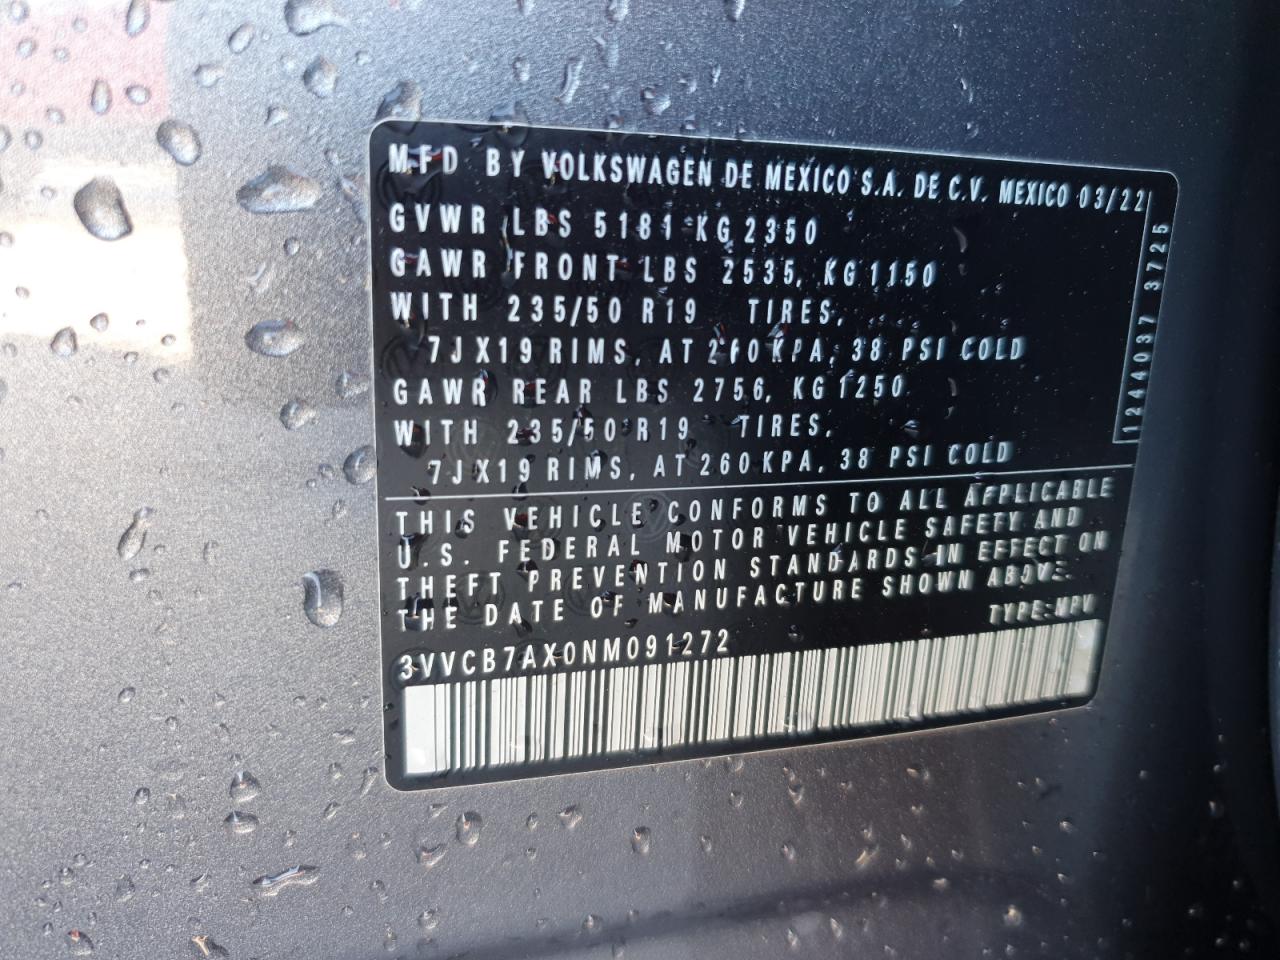 MFD BY VOLKSWAGEN DE MEXICO S.A. DE C.V. MEXICO 03/22
GVWR LBS 5181 KG 2350
GAWR FRONT LBS 2535, KG 1150
WITH 235/50 R19 TIRES,
7JX19 RIMS, AT 260 KPA, 38 PSI COLD
GAWR REAR LBS 2756, KG 1250
WITH 235/50 R19 TIRES,
7JX19 RIMS, AT 260 KPA, 38 PSI COLD
1244037 3725
THIS VEHICLE CONFORMS TO ALL APPLICABLE
U.S. FEDERAL MOTOR VEHICLE SAFETY AND
THEFT PREVENTION STANDARDS IN EFFECT ON
THE DATE OF MANUFACTURE SHOWN ABOVE.
TYPE:MPV
3VVCB7AX0NM091272